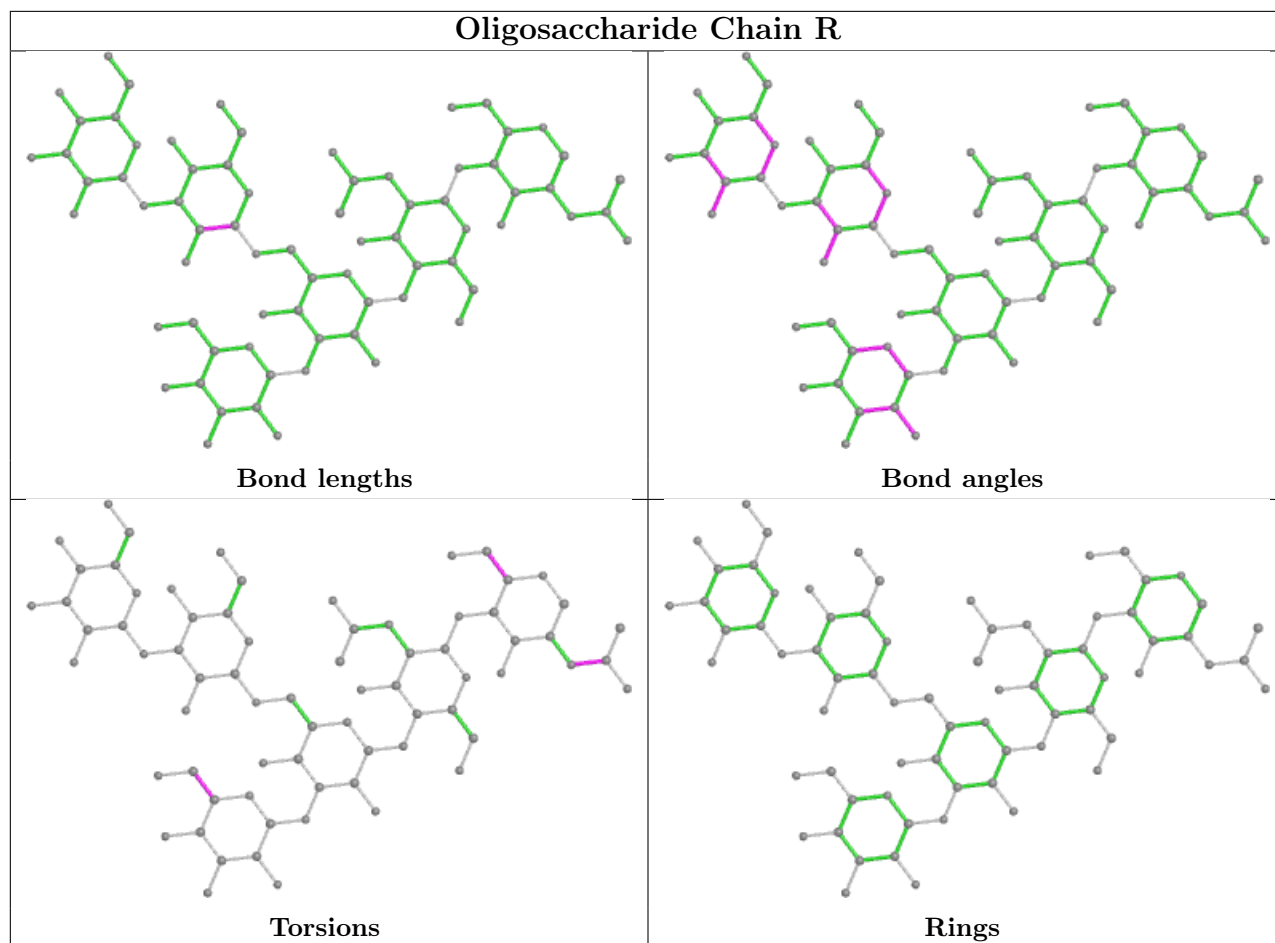 Oligosaccharide Chain R
Bond lengths
Bond angles
Torsions
Rings